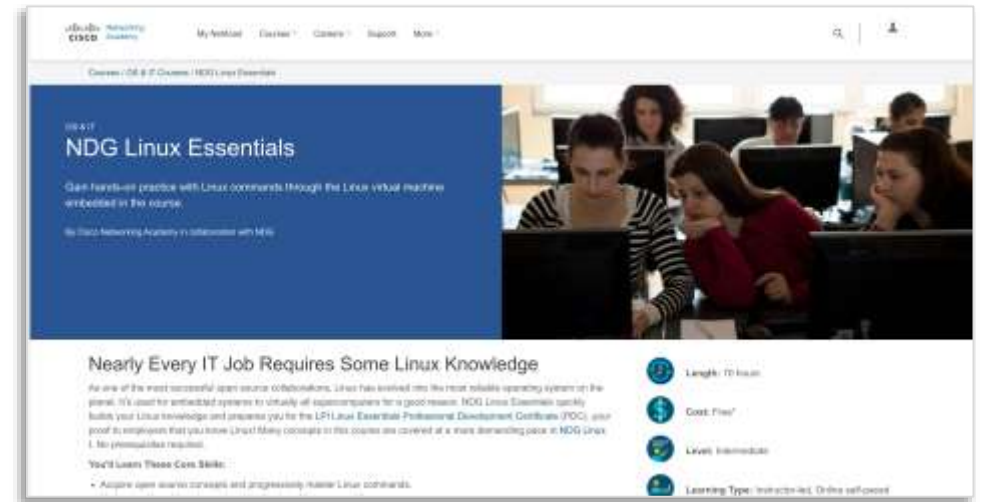 CISCO Networking Academy
My NetAcad Courses Careers Support More
Courses / OS & IT Courses / NDG Linux Essentials
OS & IT
NDG Linux Essentials
Gain hands-on practice with Linux commands through the Linux virtual machine
embedded in the course.
By Cisco Networking Academy in collaboration with NDG
Nearly Every IT Job Requires Some Linux Knowledge
Length: 70 hours
As one of the most successful open source collaborations, Linux has evolved into the most reliable operating system on the
planet. It's used for embedded systems to virtually all supercomputers for a good reason. NDG Linux Essentials quickly
builds your Linux knowledge and prepares you for the LPI Linux Essentials Professional Development Certificate (PDC), your
proof to employers that you know Linux! Many concepts in this course are covered at a more demanding pace in NDG Linux
I. No prerequisites required.
Cost: Free*
Level: Intermediate
You'll Learn These Core Skills:
• Acquire open source concepts and progressively master Linux commands.
Learning Type: Instructor-led, Online self-paced